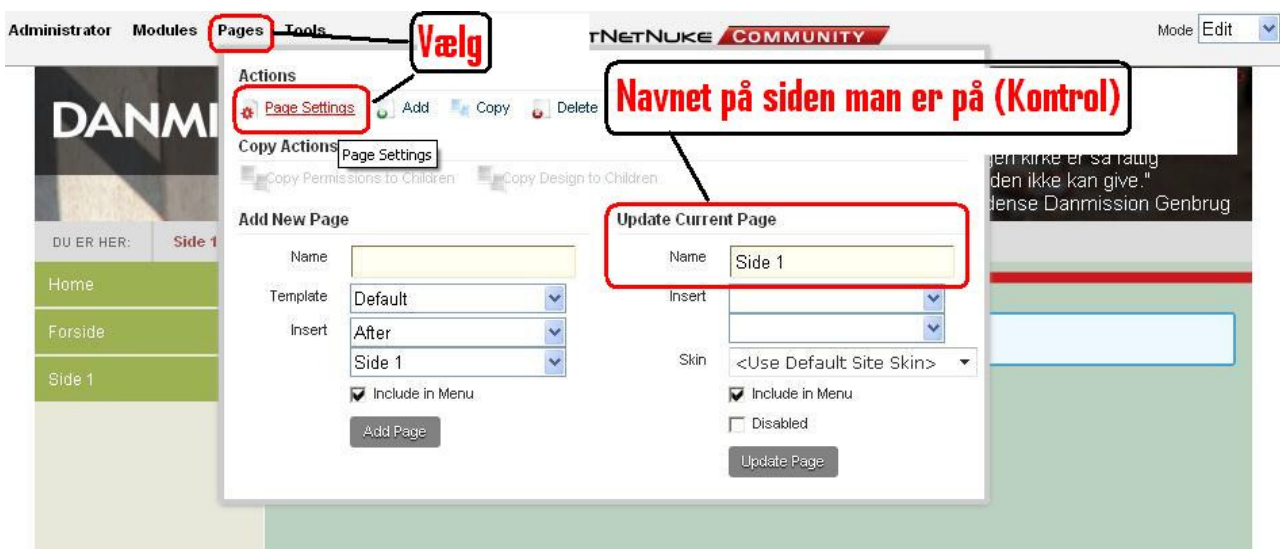 Administrator Modules Pages Tools
TNETNUKE COMMUNITY
Mode Edit
Vælg
Actions
Page Settings Add Copy Delete
Navnet på siden man er på (Kontrol)
DANMI
Copy Actions
Page Settings
Copy Permissions to Children Copy Design to Children
gen kirke er så fattig
den ikke kan give."
dense Danmission Genbrug
DU ER HER: Side 1
Home
Forside
Side 1
Add New Page
Name
Template Default
Insert After
Side 1
Include in Menu
Add Page
Update Current Page
Name Side 1
Insert
Skin <Use Default Site Skin>
Include in Menu
Disabled
Update Page